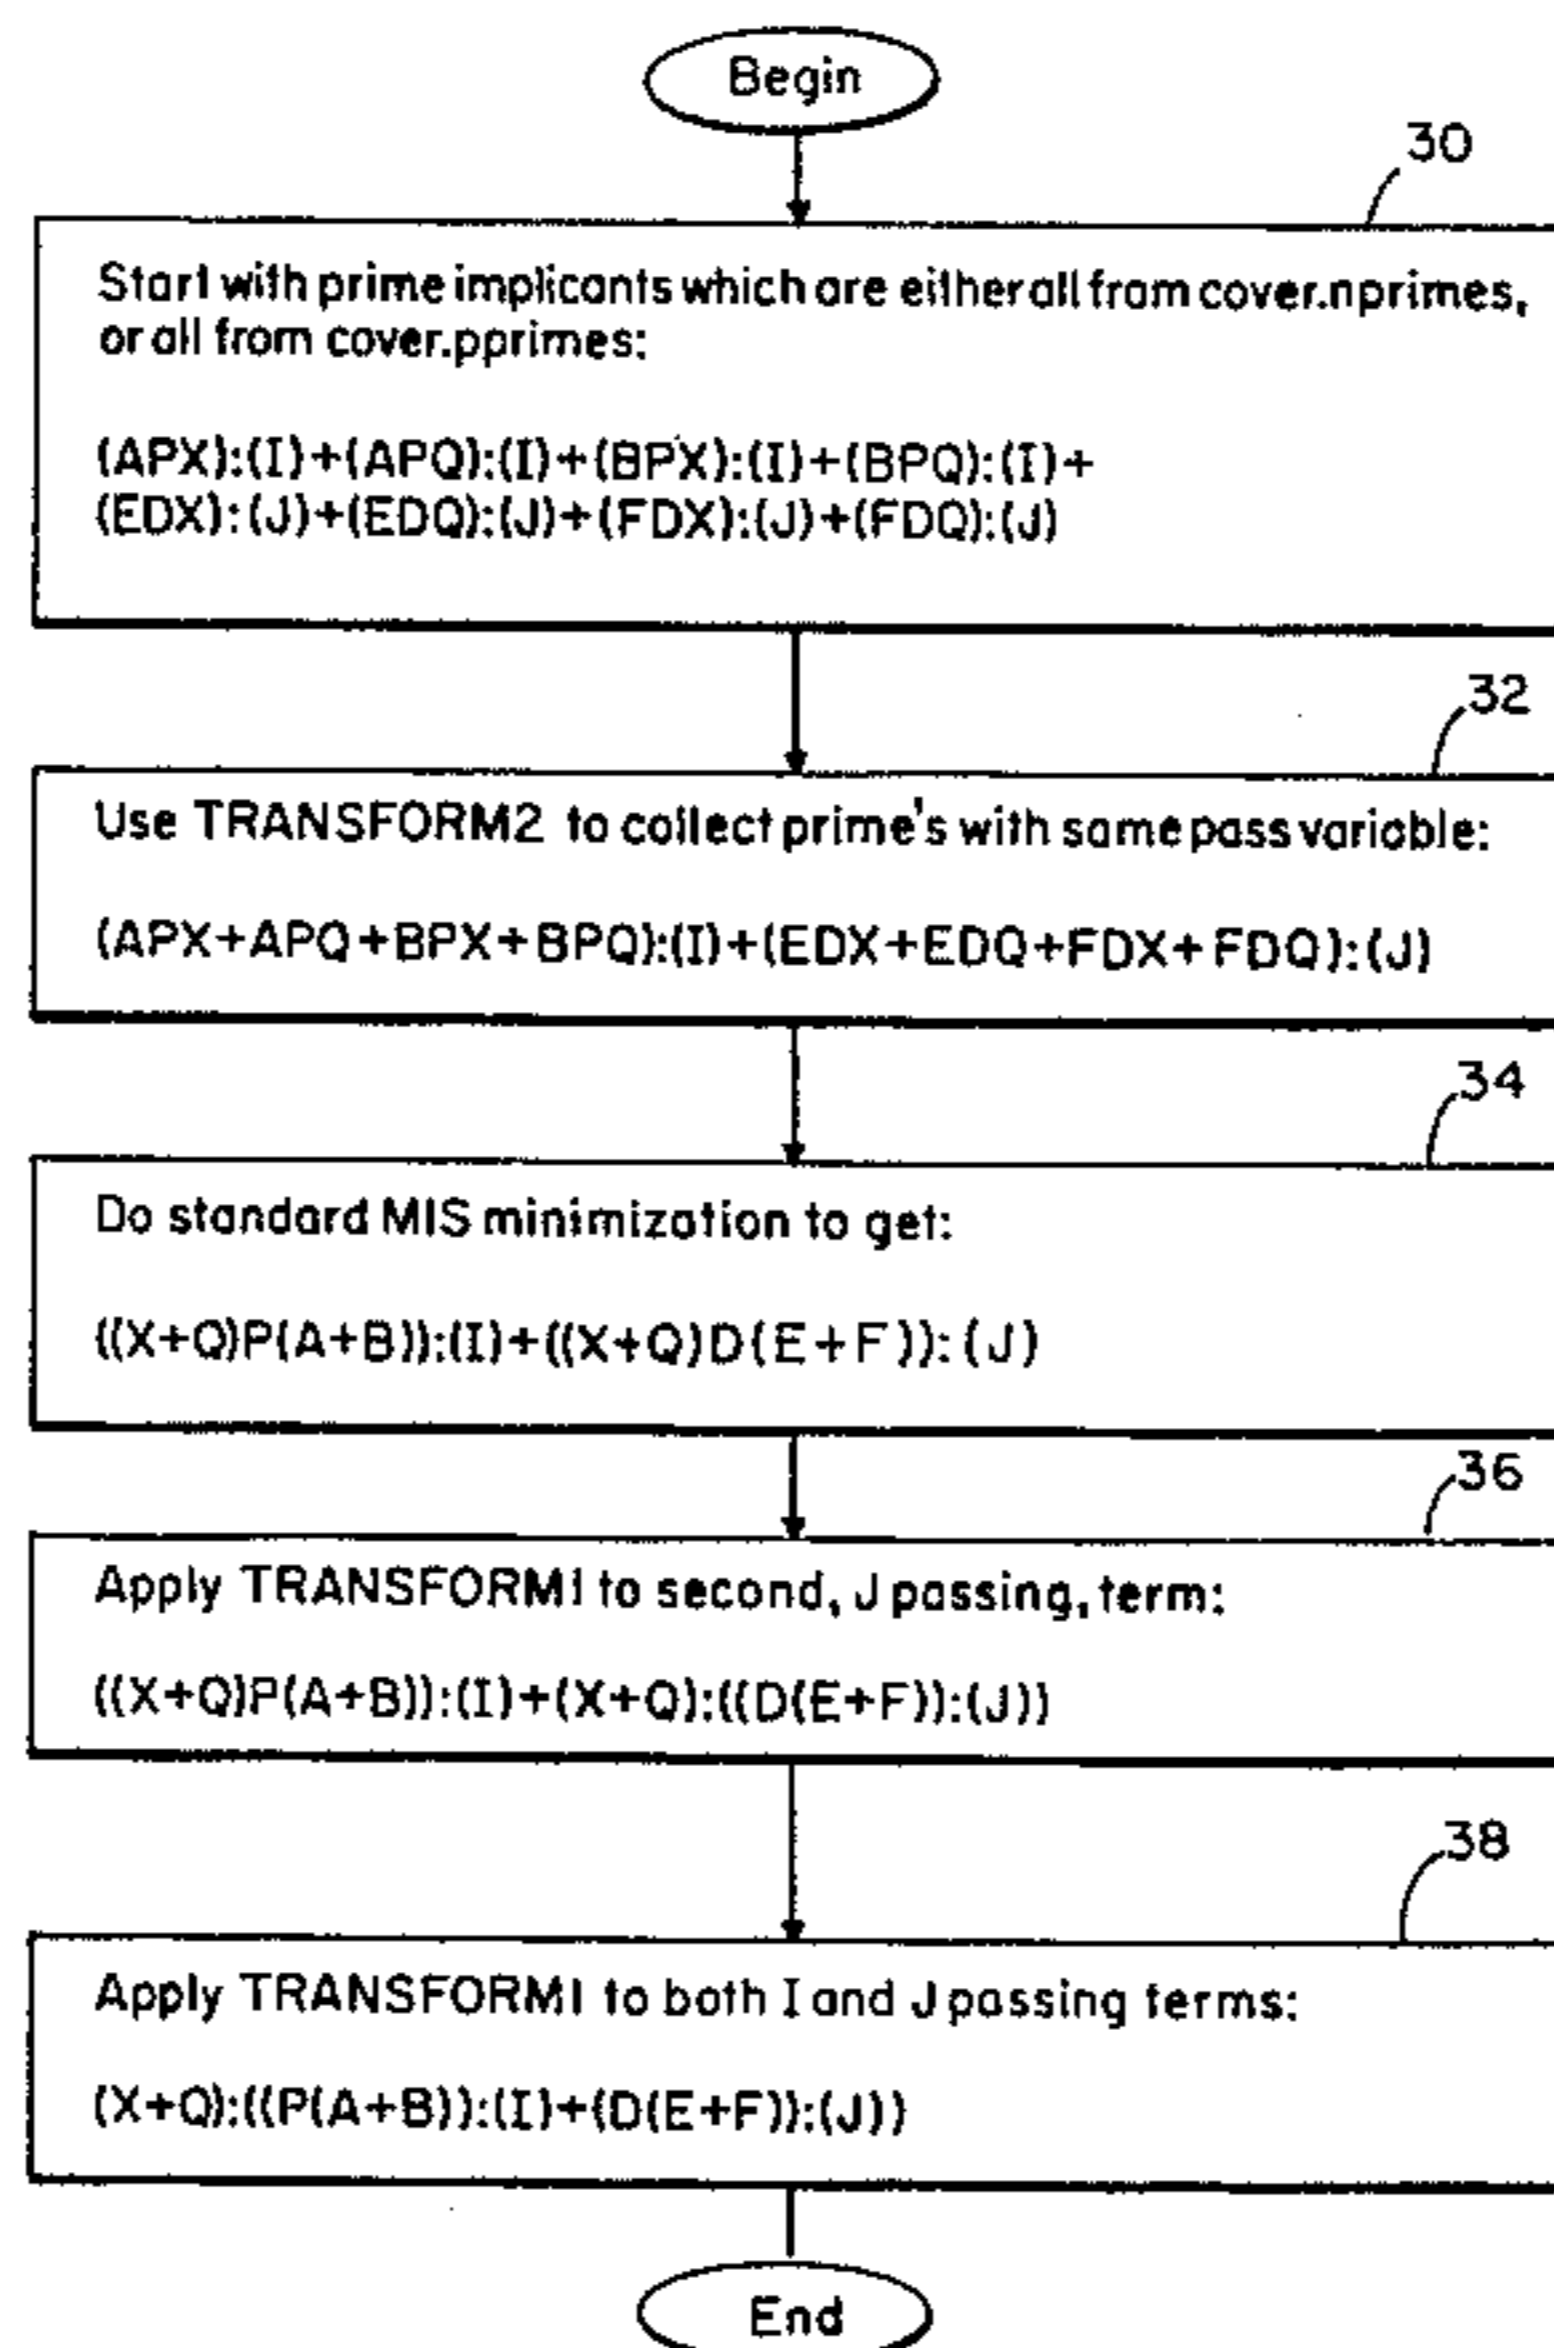 Begin
30
Start with prime implicants which are either all from cover.nprimes,
or all from cover.pprimes:
(APX):(I)+(APQ):(I)+(BPX):(I)+(BPQ):(I)+
(EDX):(J)+(EDQ):(J)+(FDX):(J)+(FDQ):(J)
32
Use TRANSFORM2 to collect prime's with same pass variable:
(APX+APQ+BPX+BPQ):(I)+(EDX+EDQ+FDX+FDQ):(J)
34
Do standard MIS minimization to get:
((X+Q)P(A+B)):(I)+((X+Q)D(E+F)):(J)
36
Apply TRANSFORM1 to second, J passing, term:
((X+Q)P(A+B)):(I)+(X+Q):((D(E+F)):(J))
38
Apply TRANSFORM1 to both I and J passing terms:
(X+Q):((P(A+B)):(I)+(D(E+F)):(J))
End